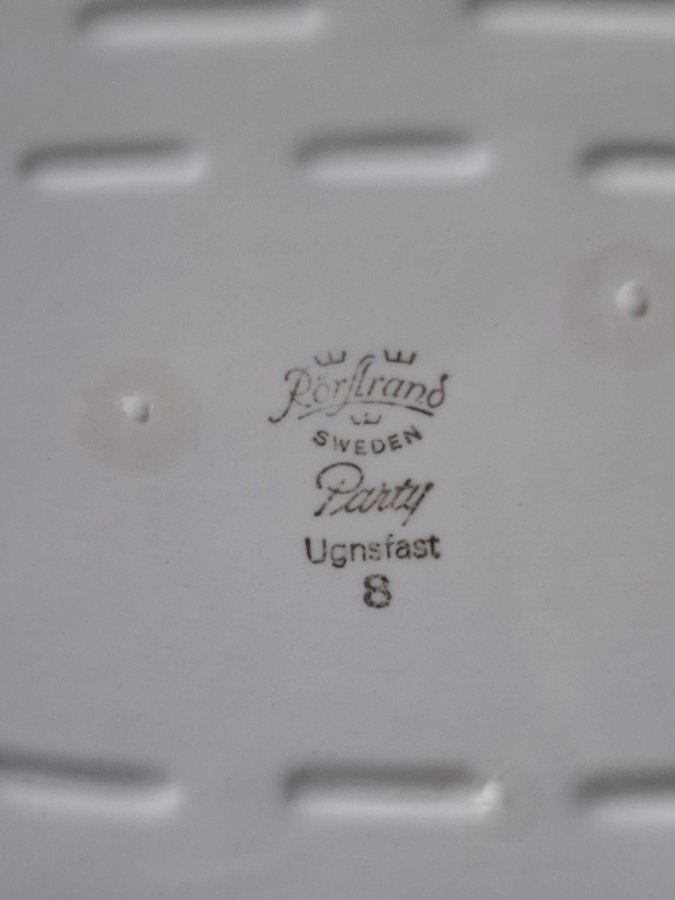 Rörstrand
SWEDEN
Party
Ugnsfast
8